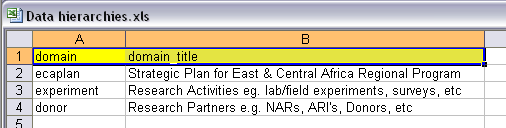 Data hierarchies.xls
A B
1 domain domain_title
2 ecaplan Strategic Plan for East & Central Africa Regional Program
3 experiment Research Activities eg. lab/field experiments, surveys, etc
4 donor Research Partners e.g. NARs, ARI's, Donors, etc
5